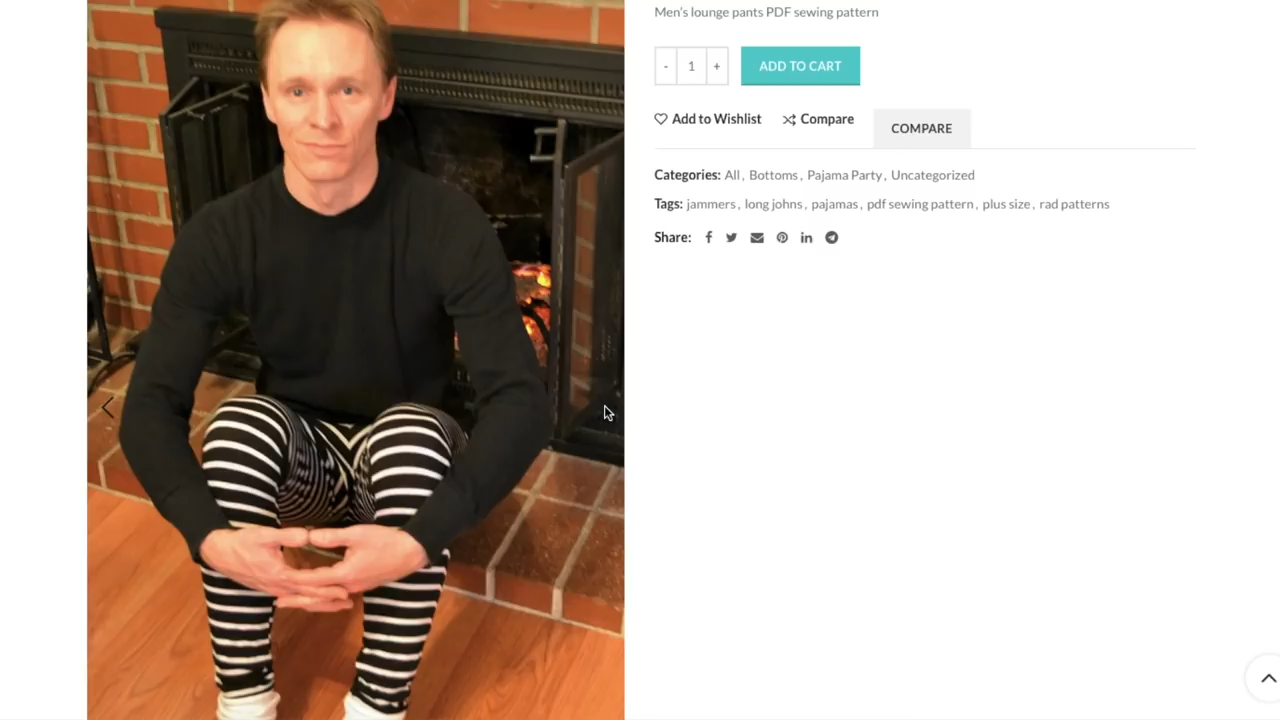 Men's lounge pants PDF sewing pattern
- 1 + ADD TO CART
Add to Wishlist Compare COMPARE
Categories: All, Bottoms, Pajama Party, Uncategorized
Tags: jammers, long johns, pajamas, pdf sewing pattern, plus size, rad patterns
Share: